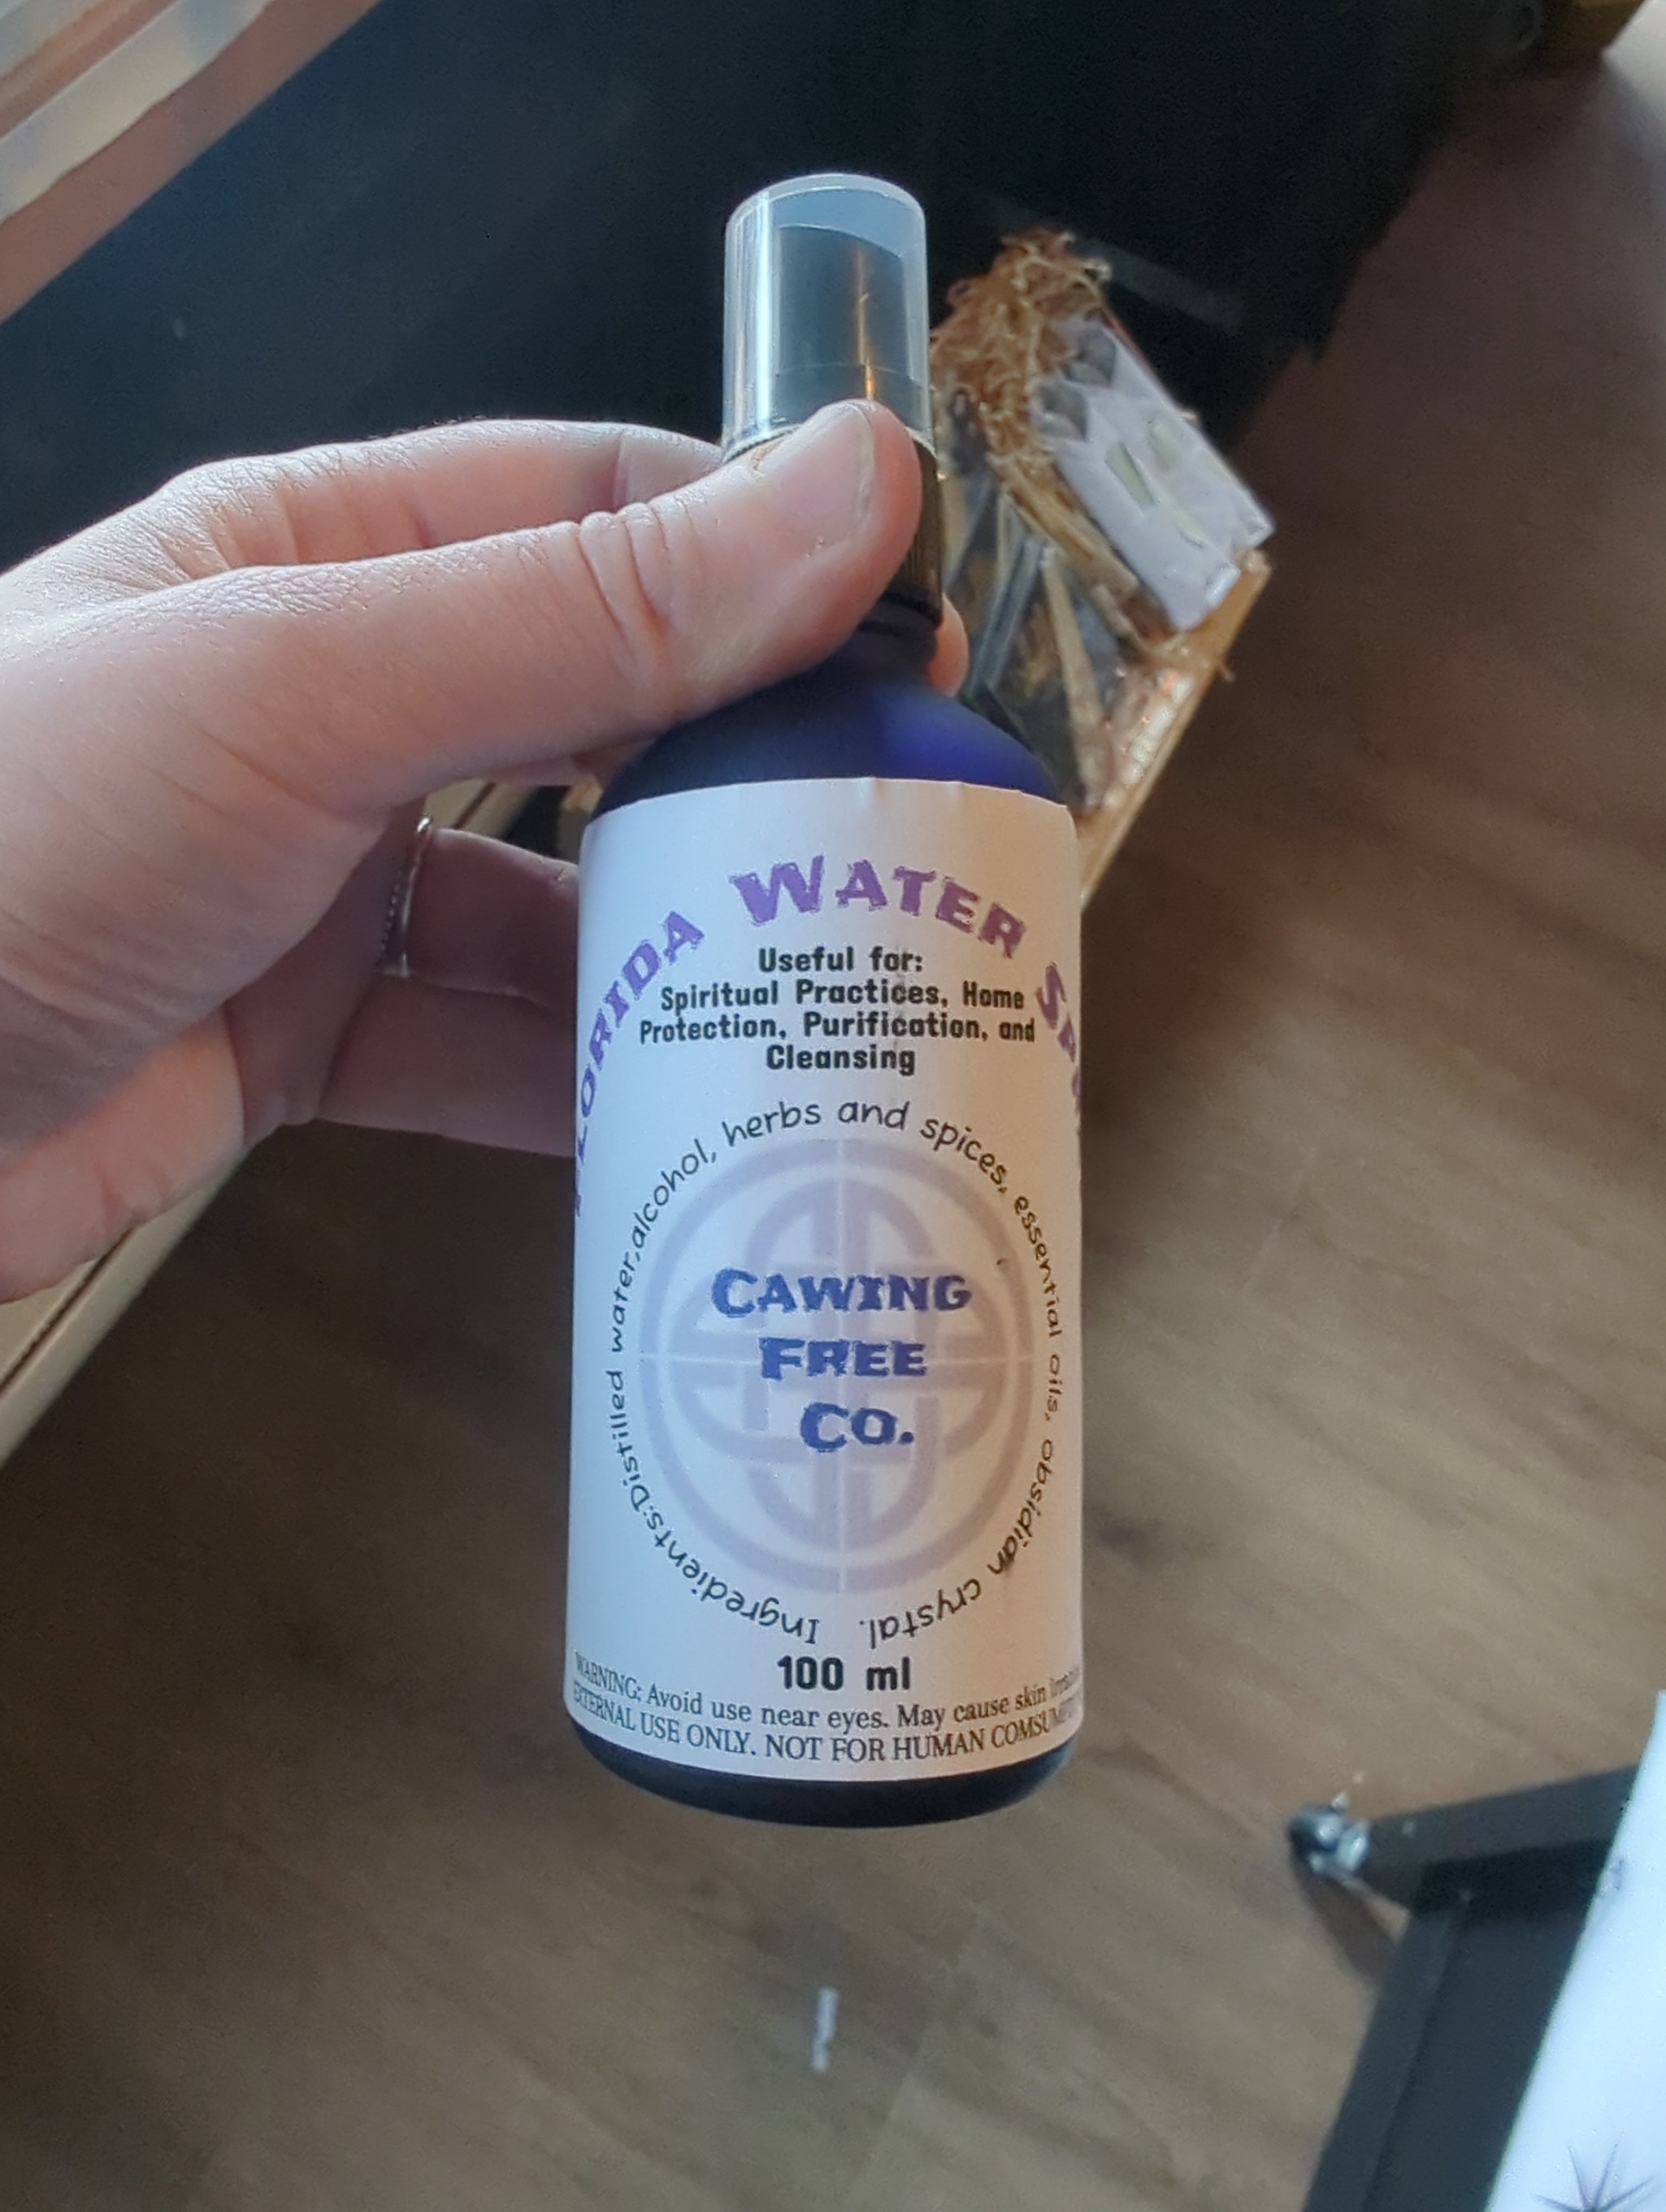 FLORIDA WATER
Useful for:
Spiritual Practices, Home
Protection, Purification, and
Cleansing
Ingredients:Distilled water,alcohol, herbs and spices, essential oils, obsidian crystal.
CAWING
FREE
CO.
100 ml
WARNING: Avoid use near eyes. May cause skin
EXTERNAL USE ONLY. NOT FOR HUMAN